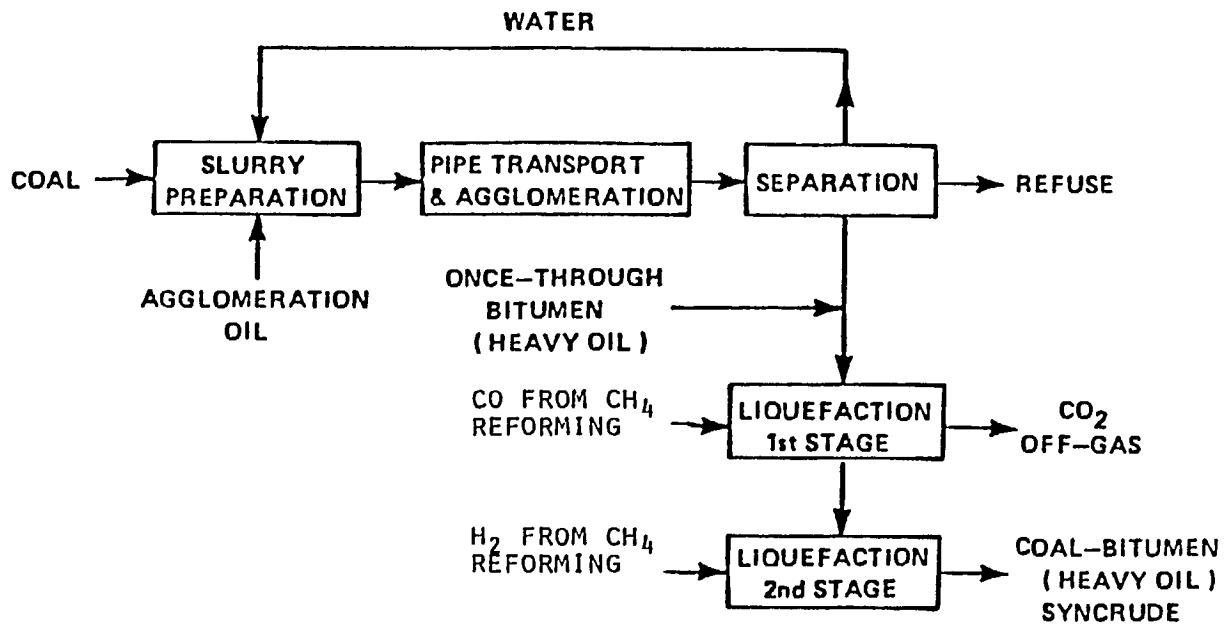 WATER
COAL
SLURRY
PREPARATION
PIPE TRANSPORT
& AGGLOMERATION
SEPARATION
REFUSE
AGGLOMERATION
OIL
ONCE–THROUGH
BITUMEN
(HEAVY OIL)
CO FROM CH₄
REFORMING
LIQUEFACTION
1st STAGE
CO₂
OFF–GAS
H₂ FROM CH₄
REFORMING
LIQUEFACTION
2nd STAGE
COAL–BITUMEN
(HEAVY OIL)
SYNCRUDE